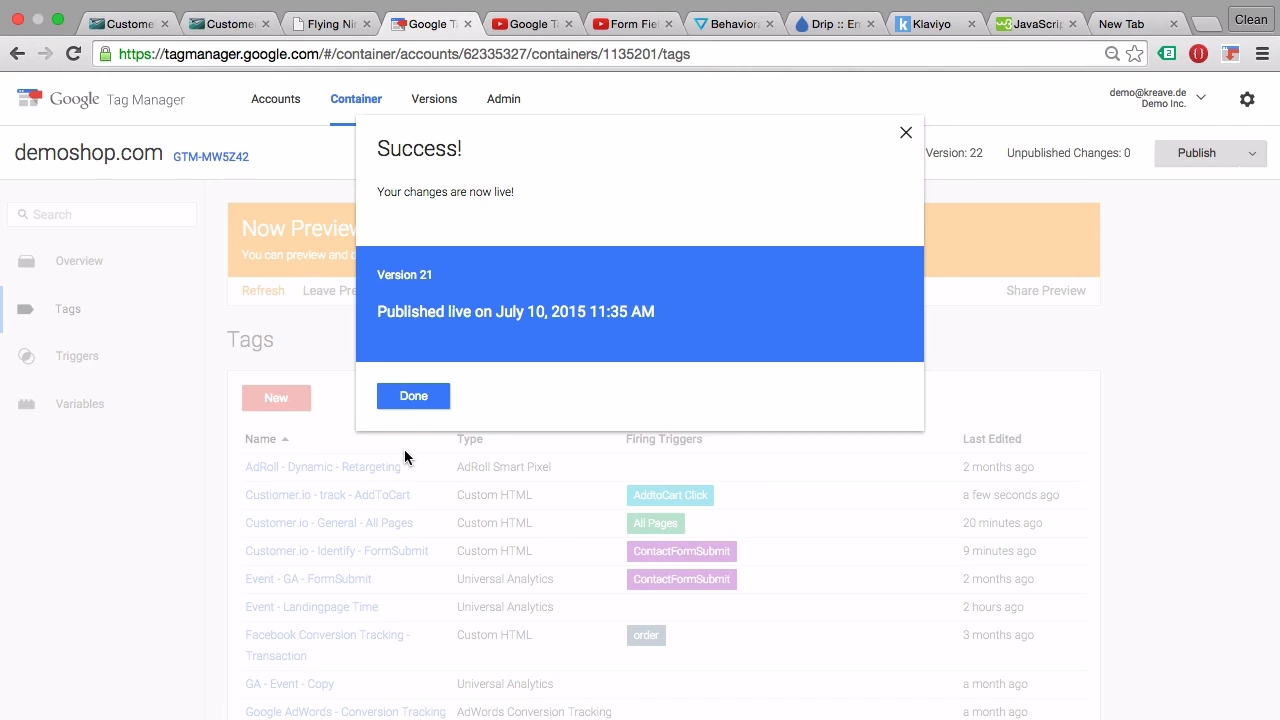 Custome
Custome
Flying Nin
Google T
Google Ta
Form Fiel
Behaviora
Drip :: En
Klaviyo
JavaScrip
New Tab
Clean
https://tagmanager.google.com/#/container/accounts/62335327/containers/1135201/tags
Google Tag Manager
Accounts
Container
Versions
Admin
demo@kreave.de
Demo Inc.
demoshop.com GTM-MW5Z42
Version: 22
Unpublished Changes: 0
Publish
Success!
Your changes are now live!
Version 21
Published live on July 10, 2015 11:35 AM
Done
Search
Overview
Tags
Triggers
Variables
Now Preview
You can preview and d
Refresh Leave Pre
Share Preview
Tags
New
Name Type Firing Triggers Last Edited
AdRoll - Dynamic - Retargeting AdRoll Smart Pixel 2 months ago
Custiomer.io - track - AddToCart Custom HTML AddtoCart Click a few seconds ago
Customer.io - General - All Pages Custom HTML All Pages 20 minutes ago
Customer.io - Identify - FormSubmit Custom HTML ContactFormSubmit 9 minutes ago
Event - GA - FormSubmit Universal Analytics ContactFormSubmit 2 months ago
Event - Landingpage Time Universal Analytics 2 hours ago
Facebook Conversion Tracking - Custom HTML order 3 months ago
Transaction
GA - Event - Copy Universal Analytics a month ago
Google AdWords - Conversion Tracking AdWords Conversion Tracking a month ago